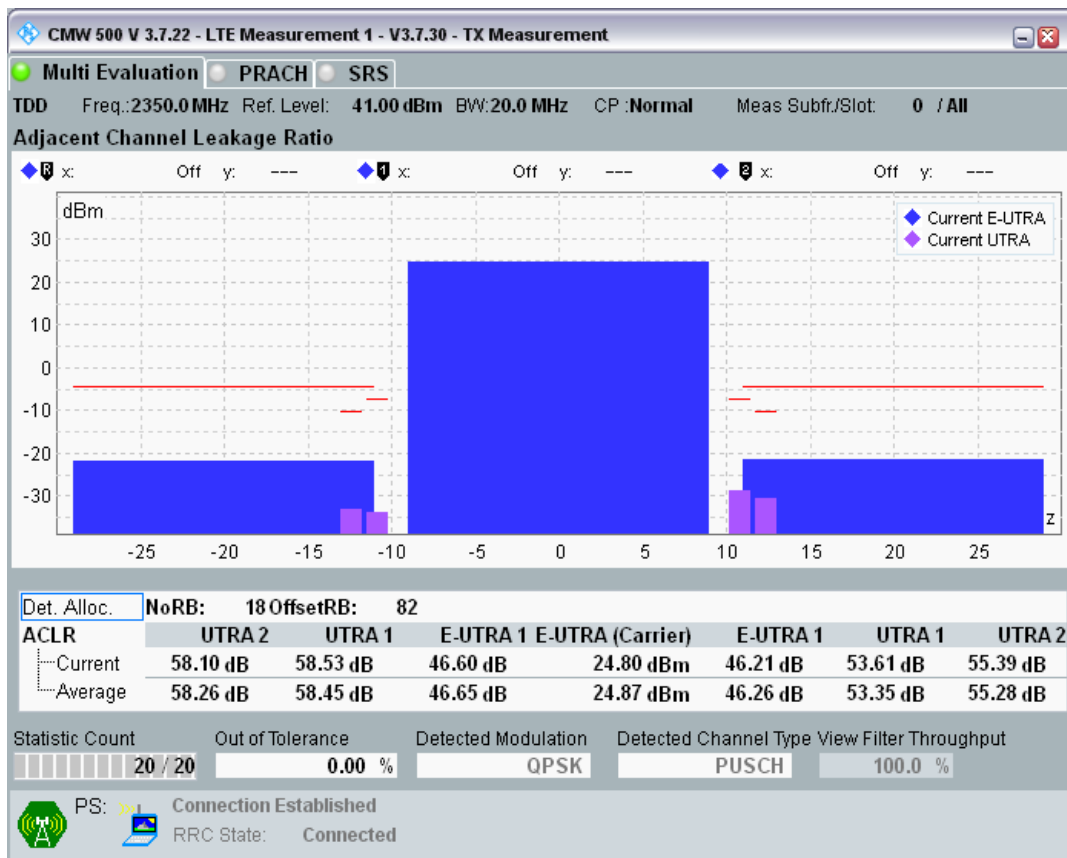 CMW 500 V 3.7.22 - LTE Measurement 1 - V3.7.30 - TX Measurement
Multi Evaluation PRACH SRS
TDD Freq.:2350.0 MHz Ref. Level: 41.00 dBm BW:20.0 MHz CP :Normal Meas Subfr./Slot: 0 / All
Adjacent Channel Leakage Ratio
R x: Off y: --- 1 x: Off y: --- 2 x: Off y: ---
dBm
Current E-UTRA
Current UTRA
30
20
10
0
-10
-20
-30
z
-25 -20 -15 -10 -5 0 5 10 15 20 25
Det. Alloc. NoRB: 18 OffsetRB: 82
ACLR UTRA 2 UTRA 1 E-UTRA 1 E-UTRA (Carrier) E-UTRA 1 UTRA 1 UTRA 2
Current 58.10 dB 58.53 dB 46.60 dB 24.80 dBm 46.21 dB 53.61 dB 55.39 dB
Average 58.26 dB 58.45 dB 46.65 dB 24.87 dBm 46.26 dB 53.35 dB 55.28 dB
Statistic Count Out of Tolerance Detected Modulation Detected Channel Type View Filter Throughput
20 / 20 0.00 % QPSK PUSCH 100.0 %
PS: Connection Established
RRC State: Connected